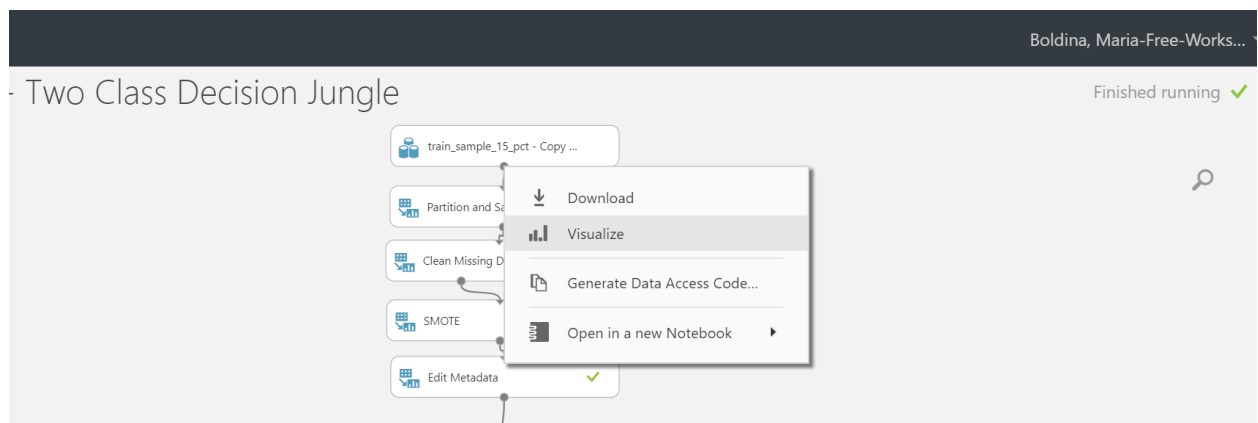 Boldina, Maria-Free-Works...
Two Class Decision Jungle
Finished running
train_sample_15_pct - Copy ...
Partition and Sa
Clean Missing D
SMOTE
Edit Metadata
Download
Visualize
Generate Data Access Code...
Open in a new Notebook